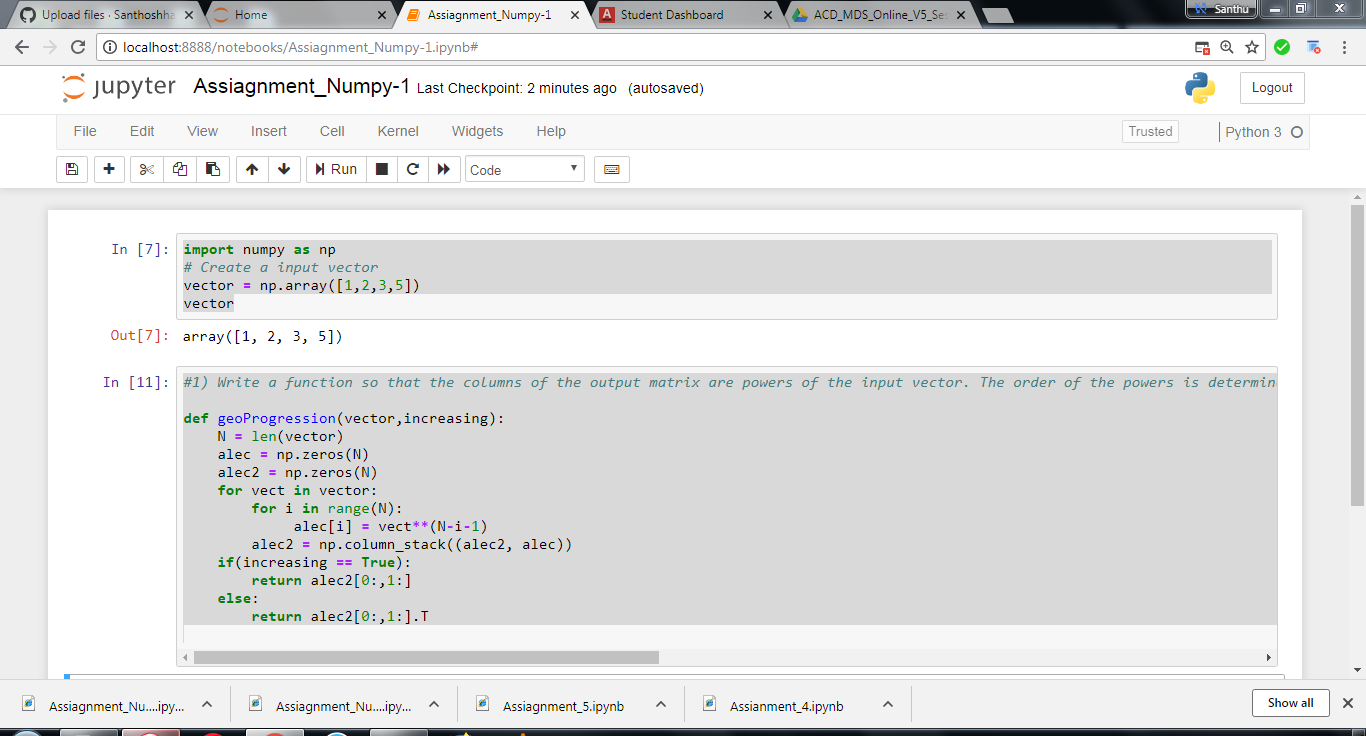 Upload files · Santhoshha
Home
Assiagnment_Numpy-1
Student Dashboard
ACD_MDS_Online_V5_Ses
Santhu
localhost:8888/notebooks/Assiagnment_Numpy-1.ipynb#
jupyter Assiagnment_Numpy-1 Last Checkpoint: 2 minutes ago (autosaved)
Logout
File Edit View Insert Cell Kernel Widgets Help
Trusted
Python 3
Run
Code
In [7]: import numpy as np
# Create a input vector
vector = np.array([1,2,3,5])
vector
Out[7]: array([1, 2, 3, 5])
In [11]: #1) Write a function so that the columns of the output matrix are powers of the input vector. The order of the powers is determin
def geoProgression(vector,increasing):
    N = len(vector)
    alec = np.zeros(N)
    alec2 = np.zeros(N)
    for vect in vector:
        for i in range(N):
             alec[i] = vect**(N-i-1)
        alec2 = np.column_stack((alec2, alec))
    if(increasing == True):
        return alec2[0:,1:]
    else:
        return alec2[0:,1:].T
Assiagnment_Nu....ipy...
Assiagnment_Nu....ipy...
Assiagnment_5.ipynb
Assianment_4.ipynb
Show all